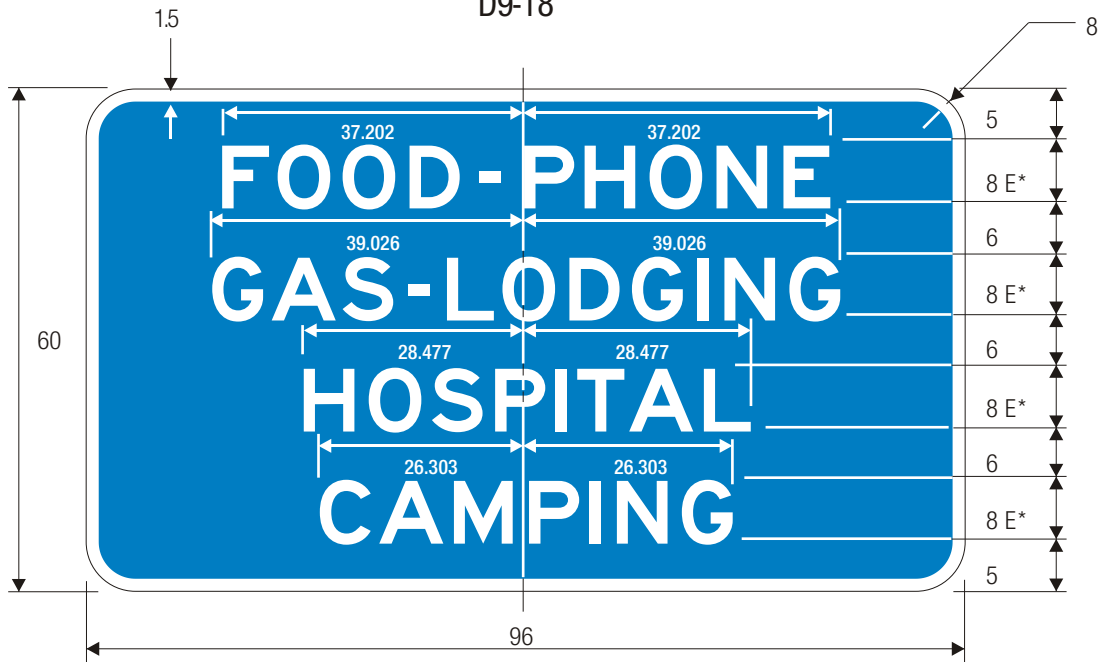 D9-18
1.5
8
5
37.202 37.202
FOOD-PHONE
8 E*
60
6
39.026 39.026
GAS-LODGING
8 E*
6
28.477 28.477
HOSPITAL
8 E*
6
26.303 26.303
CAMPING
8 E*
5
96